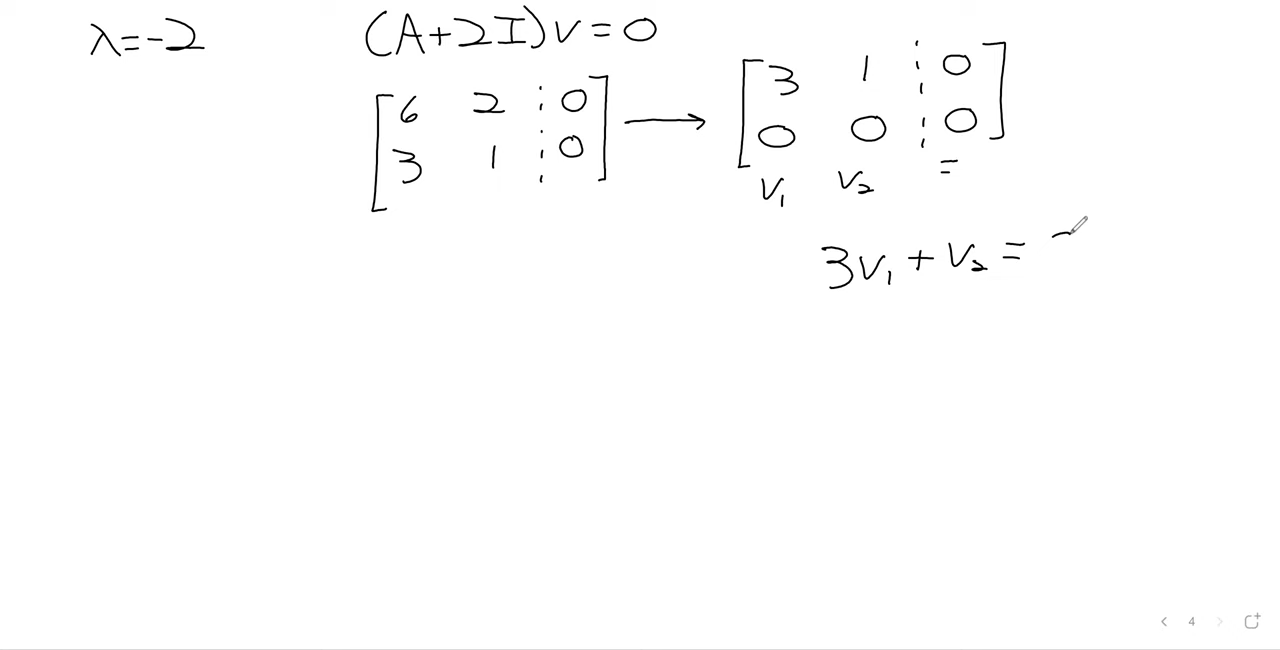 λ=-2 (A+2I)v=0
[6 2 ⋮ 0] ⟶ [3 1 ⋮ 0]
[3 1 ⋮ 0] [0 0 ⋮ 0]
v₁ v₂ =
3v₁ + v₂ =
4